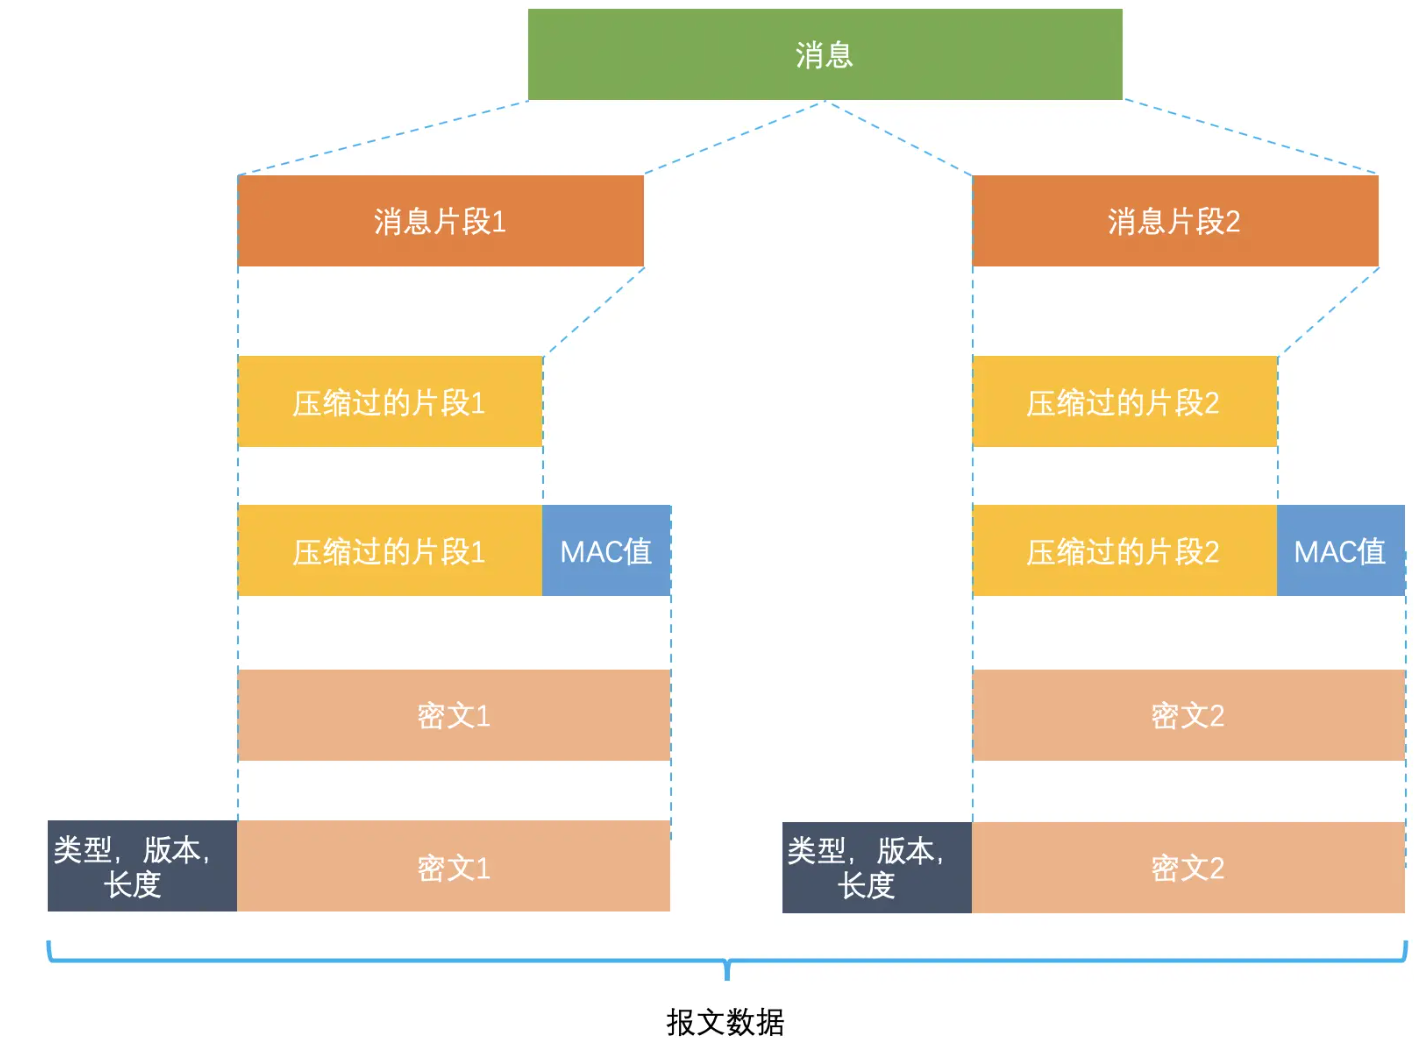 消息
消息片段1
消息片段2
压缩过的片段1
压缩过的片段2
压缩过的片段1
MAC值
压缩过的片段2
MAC值
密文1
密文2
类型，版本，
长度
密文1
类型，版本，
长度
密文2
报文数据